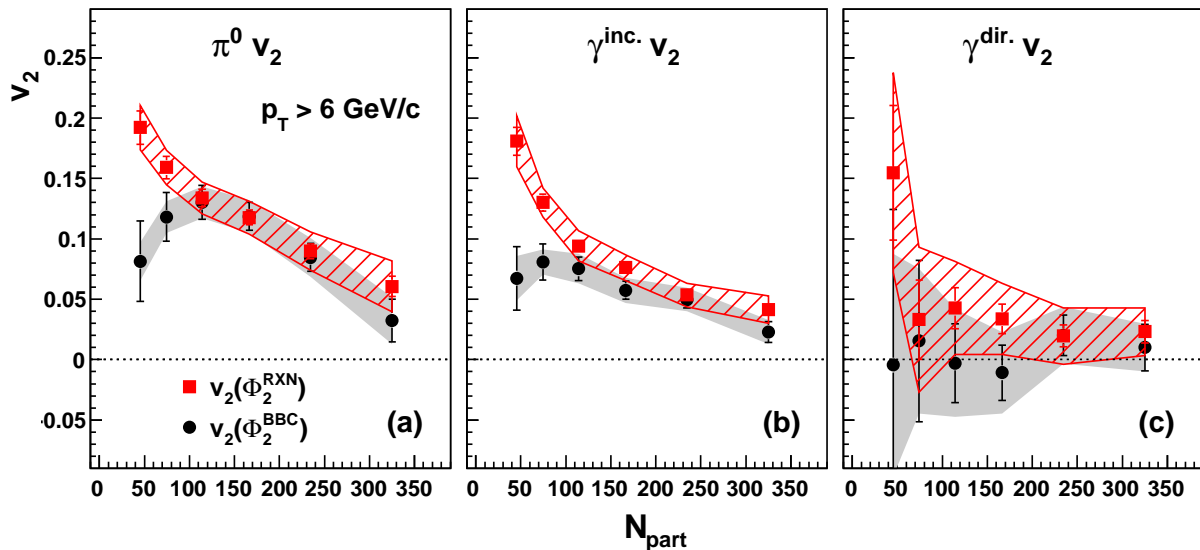 π⁰ v₂
γ^inc. v₂
γ^dir. v₂
p_T > 6 GeV/c
v₂
0.25
0.2
0.15
0.1
0.05
0
-0.05
v₂(Φ₂^RXN)
v₂(Φ₂^BBC)
(a)
(b)
(c)
0 50 100 150 200 250 300 350
0 50 100 150 200 250 300 350
0 50 100 150 200 250 300 350
N_part